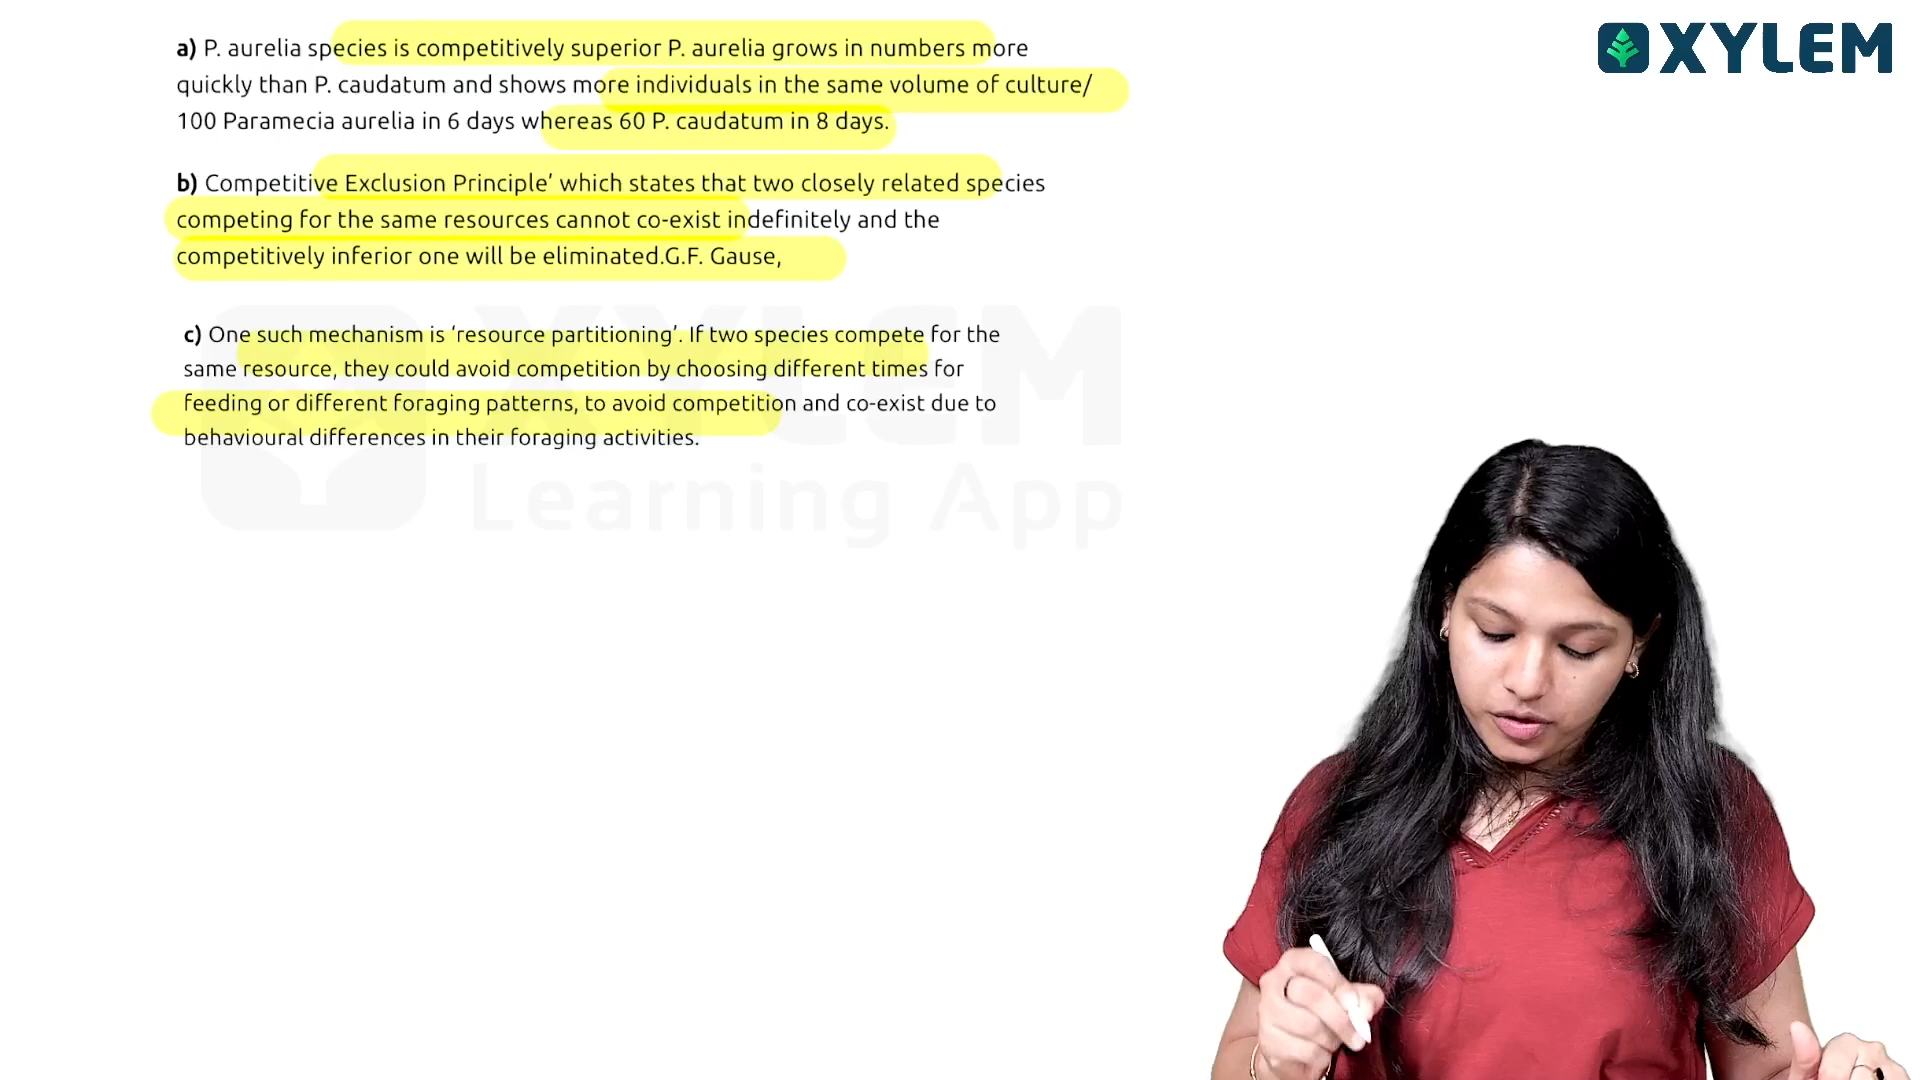 XYLEM
a) P. aurelia species is competitively superior P. aurelia grows in numbers more
quickly than P. caudatum and shows more individuals in the same volume of culture/
100 Paramecia aurelia in 6 days whereas 60 P. caudatum in 8 days.
b) Competitive Exclusion Principle’ which states that two closely related species
competing for the same resources cannot co-exist indefinitely and the
competitively inferior one will be eliminated.G.F. Gause,
c) One such mechanism is ‘resource partitioning’. If two species compete for the
same resource, they could avoid competition by choosing different times for
feeding or different foraging patterns, to avoid competition and co-exist due to
behavioural differences in their foraging activities.
XYLEM
Learning App